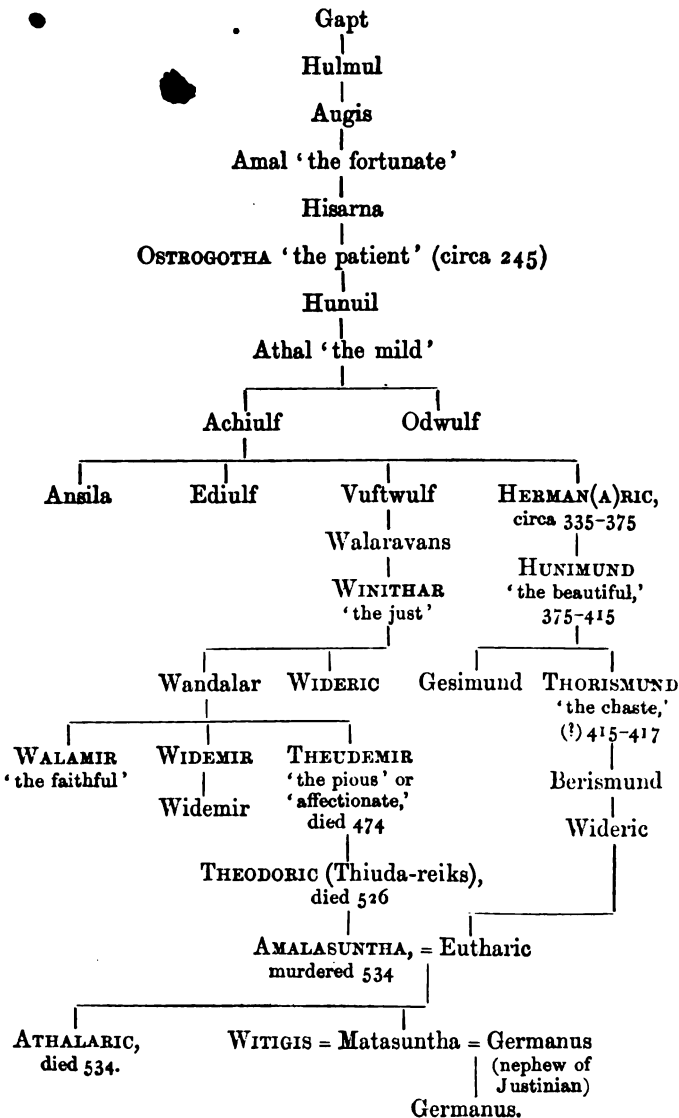 Gapt
Hulmul
Augis
Amal ‘the fortunate’
Hisarna
OSTROGOTHA ‘the patient’ (circa 245)
Hunuil
Athal ‘the mild’
Achiulf Odwulf
Ansila Ediulf Vuftwulf HERMAN(A)RIC,
circa 335–375
Walaravans
HUNIMUND
‘the beautiful,’
375–415
WINITHAR
‘the just’
Wandalar WIDERIC Gesimund THORISMUND
‘the chaste,’
(?) 415–417
WALAMIR WIDEMIR THEUDEMIR
‘the faithful’ ‘the pious’ or
‘affectionate,’
died 474
Widemir
Berismund
Wideric
THEODORIC (Thiuda-reiks),
died 526
AMALASUNTHA, = Eutharic
murdered 534
ATHALARIC, WITIGIS = Matasuntha = Germanus
died 534. (nephew of
Justinian)
Germanus.